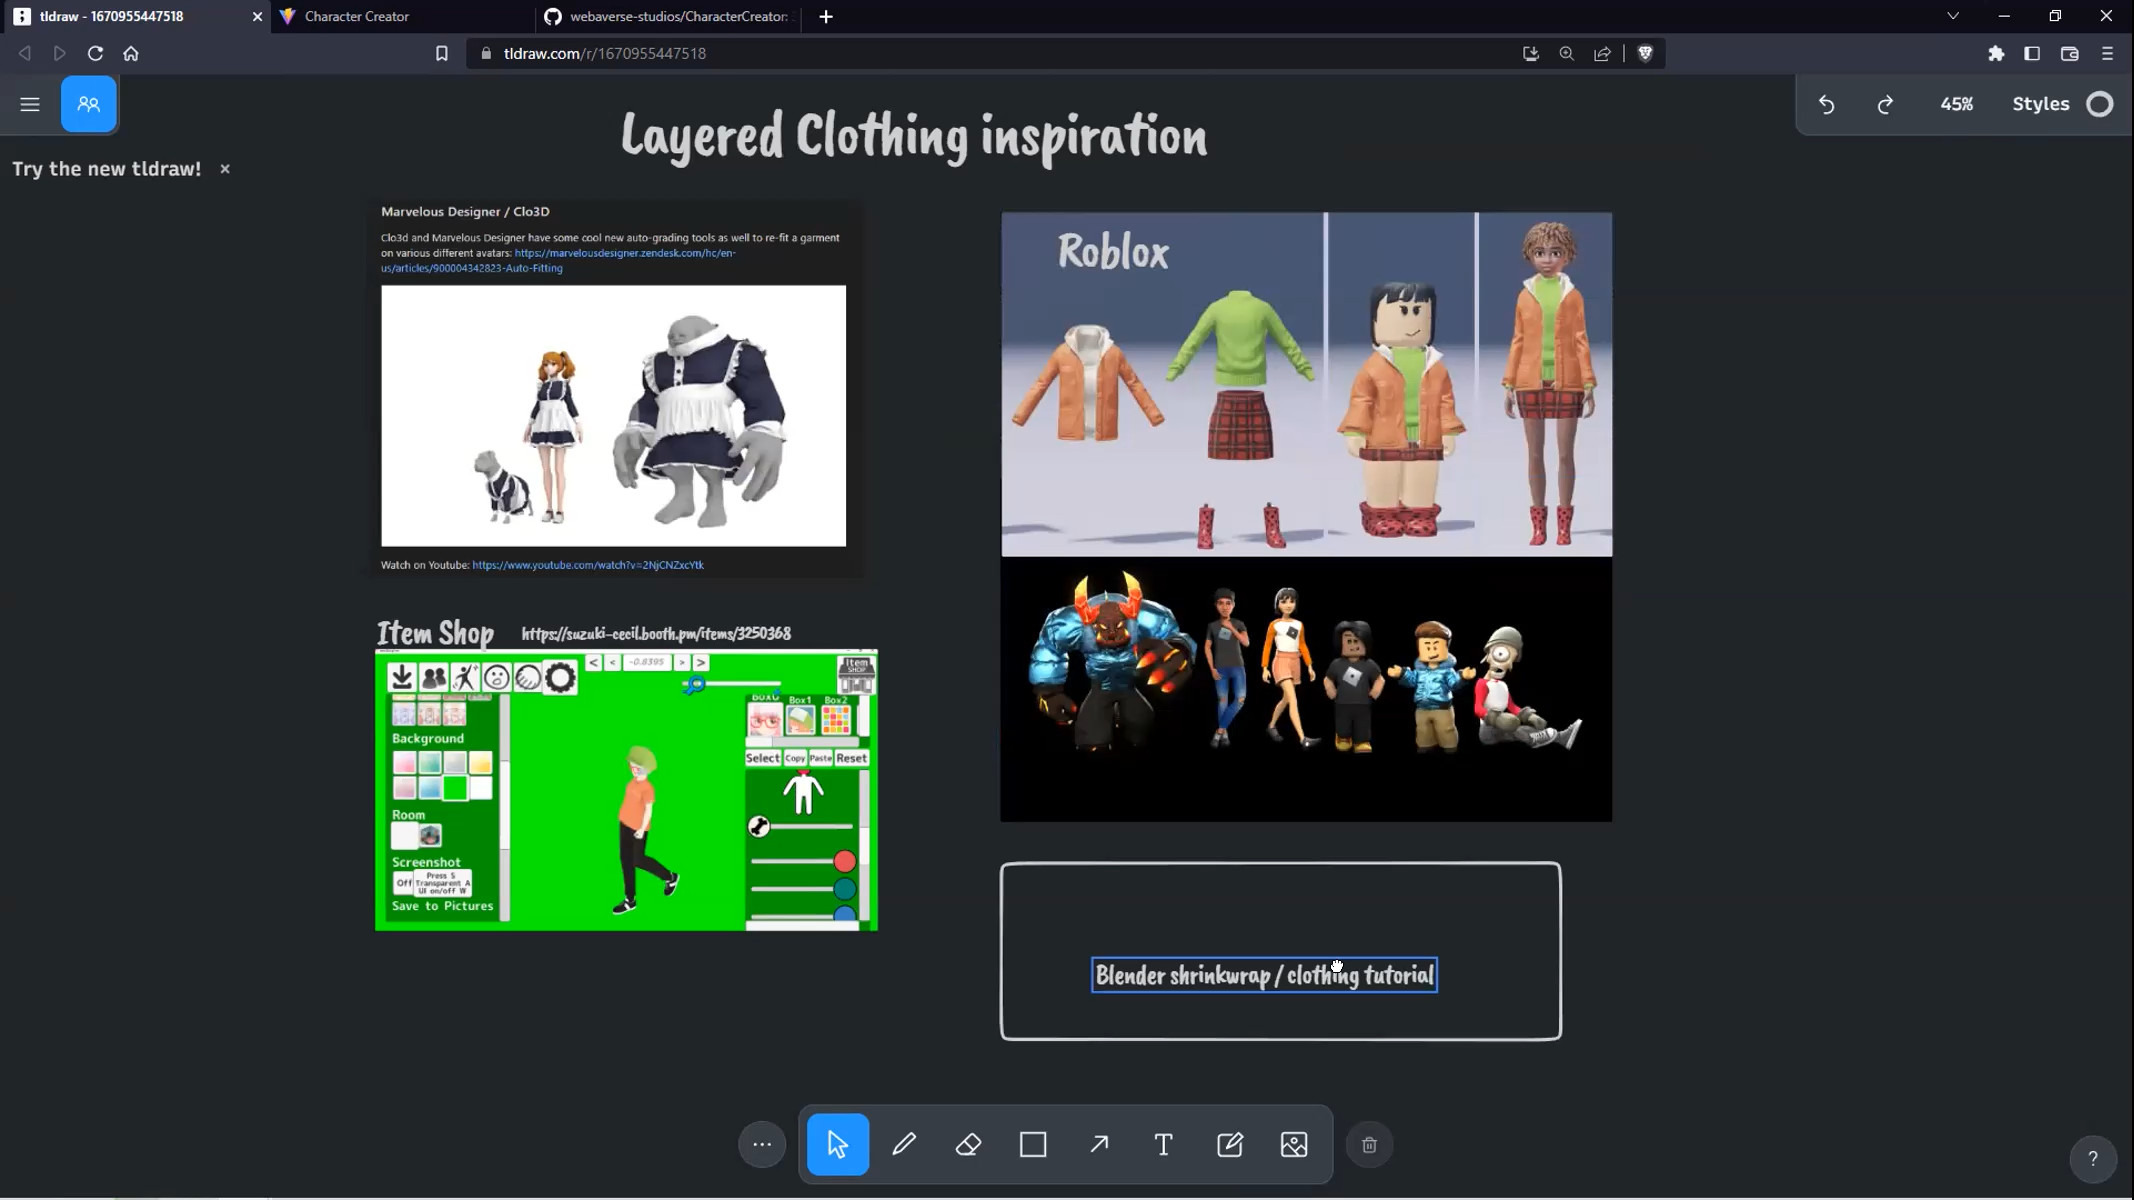 tldraw - 1670955447518
Character Creator
webaverse-studios/CharacterCreator:
tldraw.com/r/1670955447518
45%
Styles
Try the new tldraw!
Layered Clothing inspiration
Marvelous Designer / Clo3D
Clo3d and Marvelous Designer have some cool new auto-grading tools as well to re-fit a garment
on various different avatars: https://marvelousdesigner.zendesk.com/hc/en-
us/articles/900004342823-Auto-Fitting
Watch on Youtube: https://www.youtube.com/watch?v=2NjCNZxcYtk
Roblox
Item Shop
https://suzuki-cecil.booth.pm/items/3250368
< < -0.8395 > >
Item
SHOP
Box0 Box1 Box2
Background
Select Copy Paste Reset
Room
Screenshot
Off
Press S
Transparent A
UI on/off W
Save to Pictures
Blender shrinkwrap / clothing tutorial
T
?